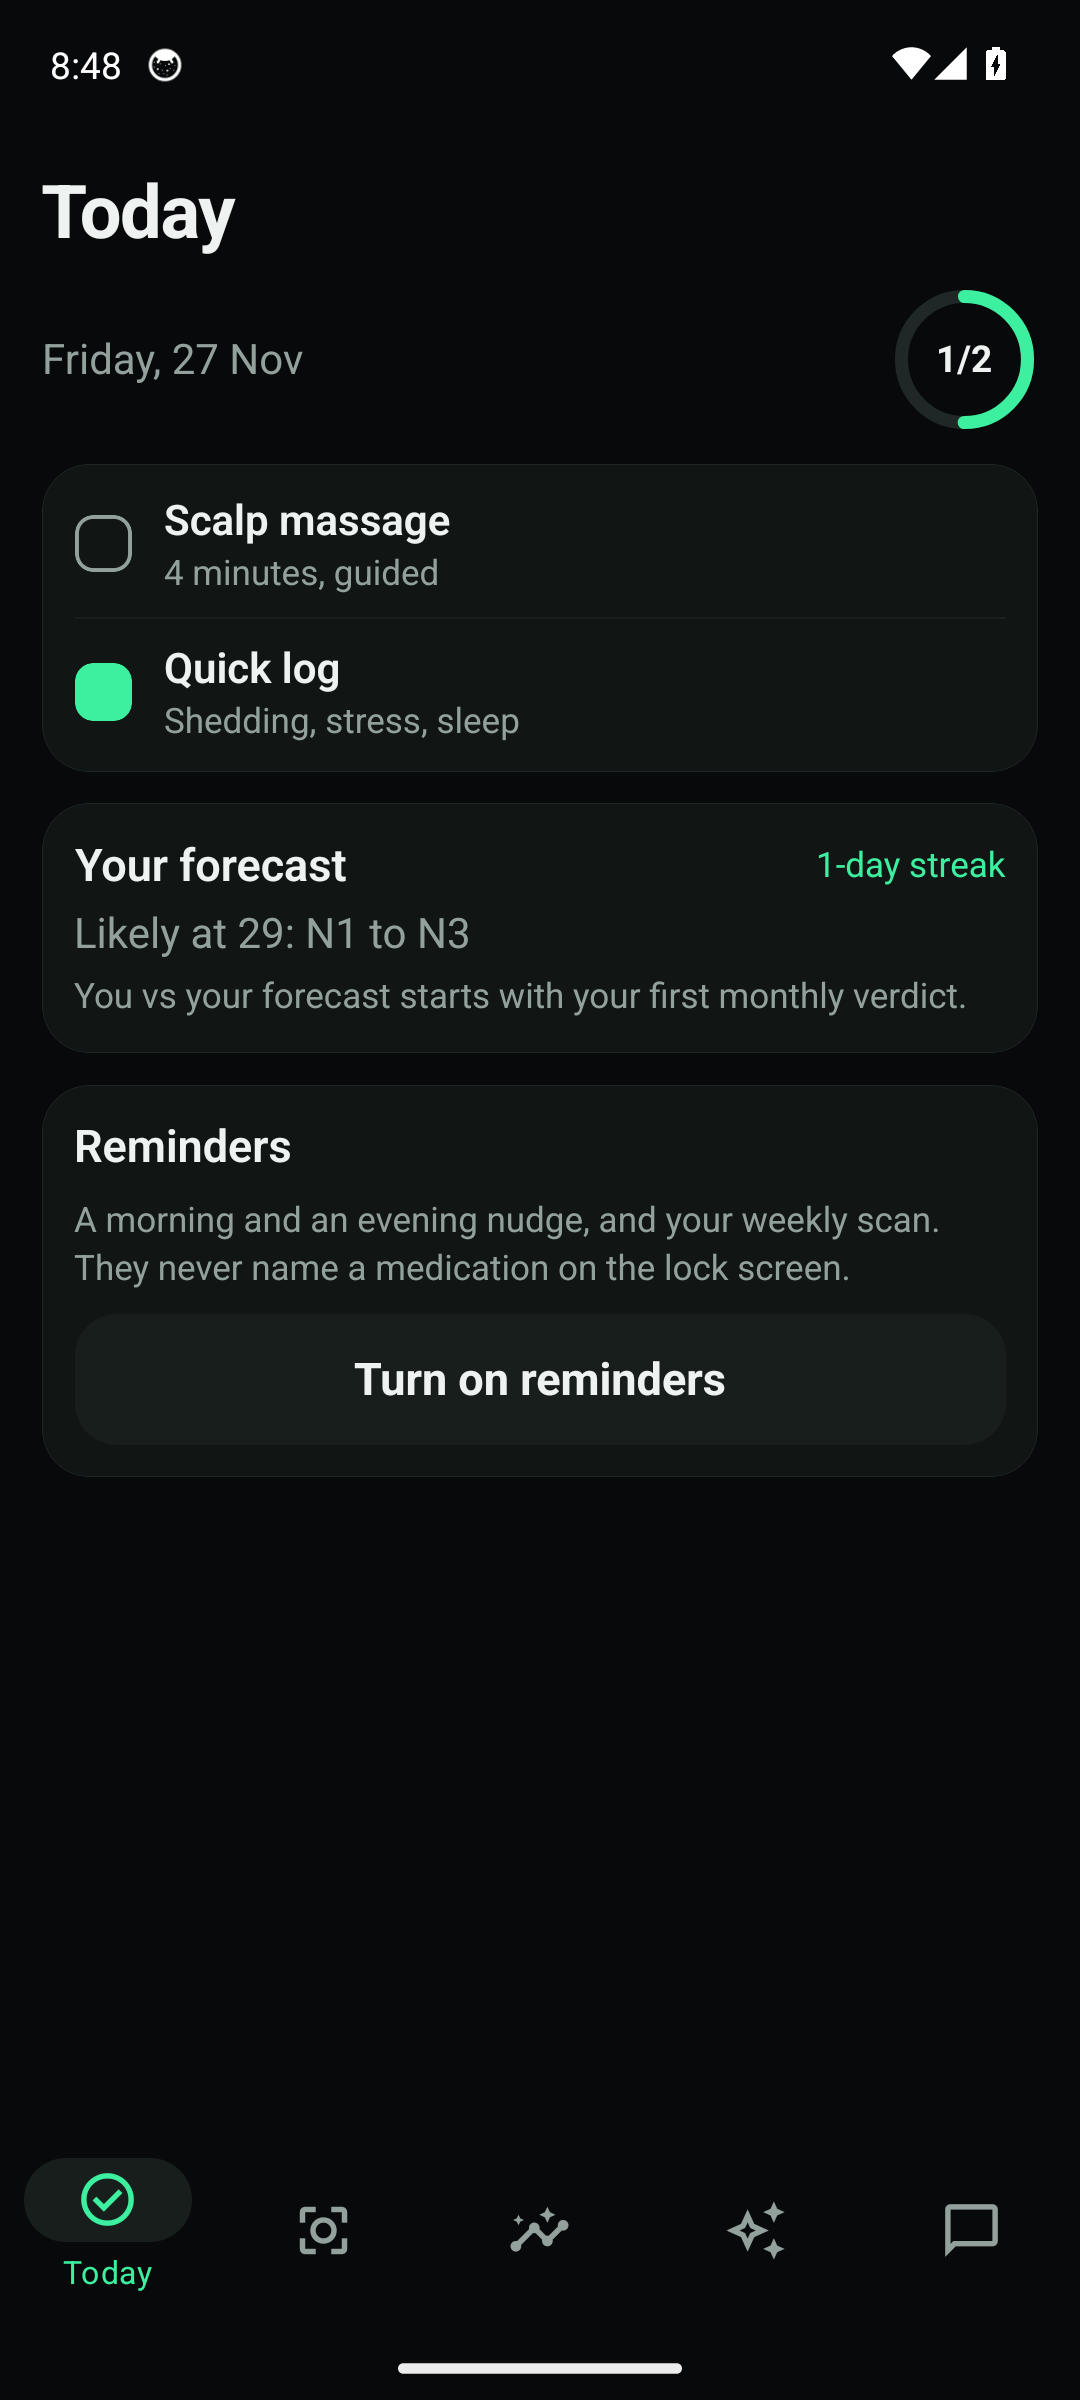 8:48
Today
Friday, 27 Nov
1/2
Scalp massage
4 minutes, guided
Quick log
Shedding, stress, sleep
Your forecast
1-day streak
Likely at 29: N1 to N3
You vs your forecast starts with your first monthly verdict.
Reminders
A morning and an evening nudge, and your weekly scan.
They never name a medication on the lock screen.
Turn on reminders
Today